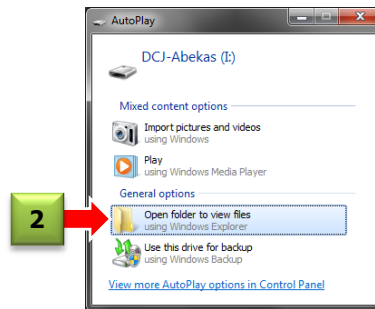 AutoPlay
DCJ-Abekas (I:)
Mixed content options
Import pictures and videos
using Windows
Play
using Windows Media Player
General options
2
Open folder to view files
using Windows Explorer
Use this drive for backup
using Windows Backup
View more AutoPlay options in Control Panel